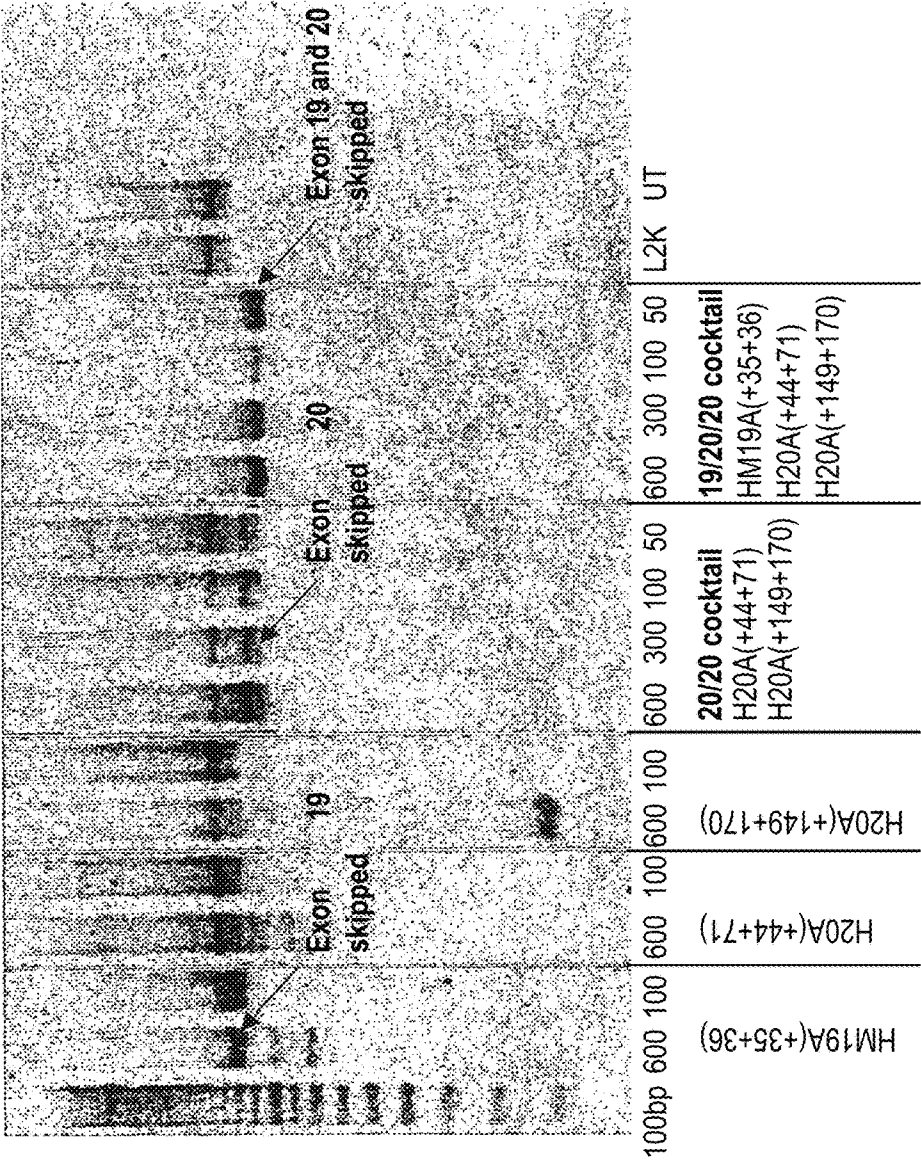 Exon 19
skipped
Exon 20
skipped
Exon 19 and 20
skipped
100bp 600 100 600 100 600 100 600 300 100 50 600 300 100 50 L2K UT
HM19A(+35+36)
H20A(+44+71)
H20A(+149+170)
20/20 cocktail
H20A(+44+71)
H20A(+149+170)
19/20/20 cocktail
HM19A(+35+36)
H20A(+44+71)
H20A(+149+170)